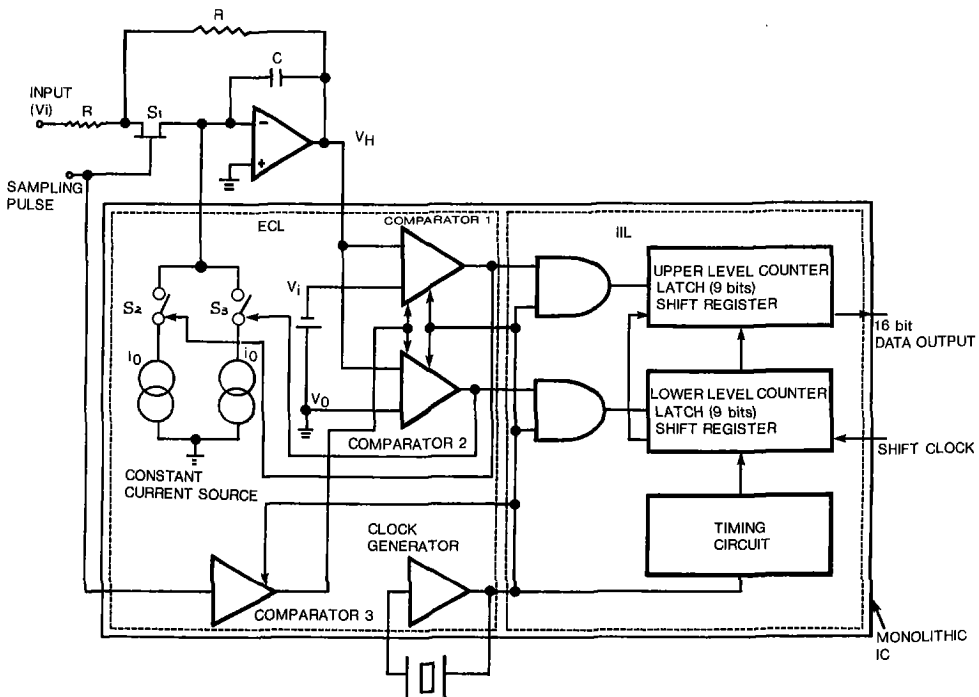 R
C
INPUT
(Vi)
R
S1
VH
SAMPLING
PULSE
− +
ECL
COMPARATOR 1
IIL
UPPER LEVEL COUNTER
LATCH (9 bits)
SHIFT REGISTER
Vi
S2
S3
16 bit
DATA OUTPUT
i0
i0
V0
LOWER LEVEL COUNTER
LATCH (9 bits)
SHIFT REGISTER
COMPARATOR 2
SHIFT CLOCK
CONSTANT
CURRENT SOURCE
CLOCK
GENERATOR
TIMING
CIRCUIT
COMPARATOR 3
MONOLITHIC
IC